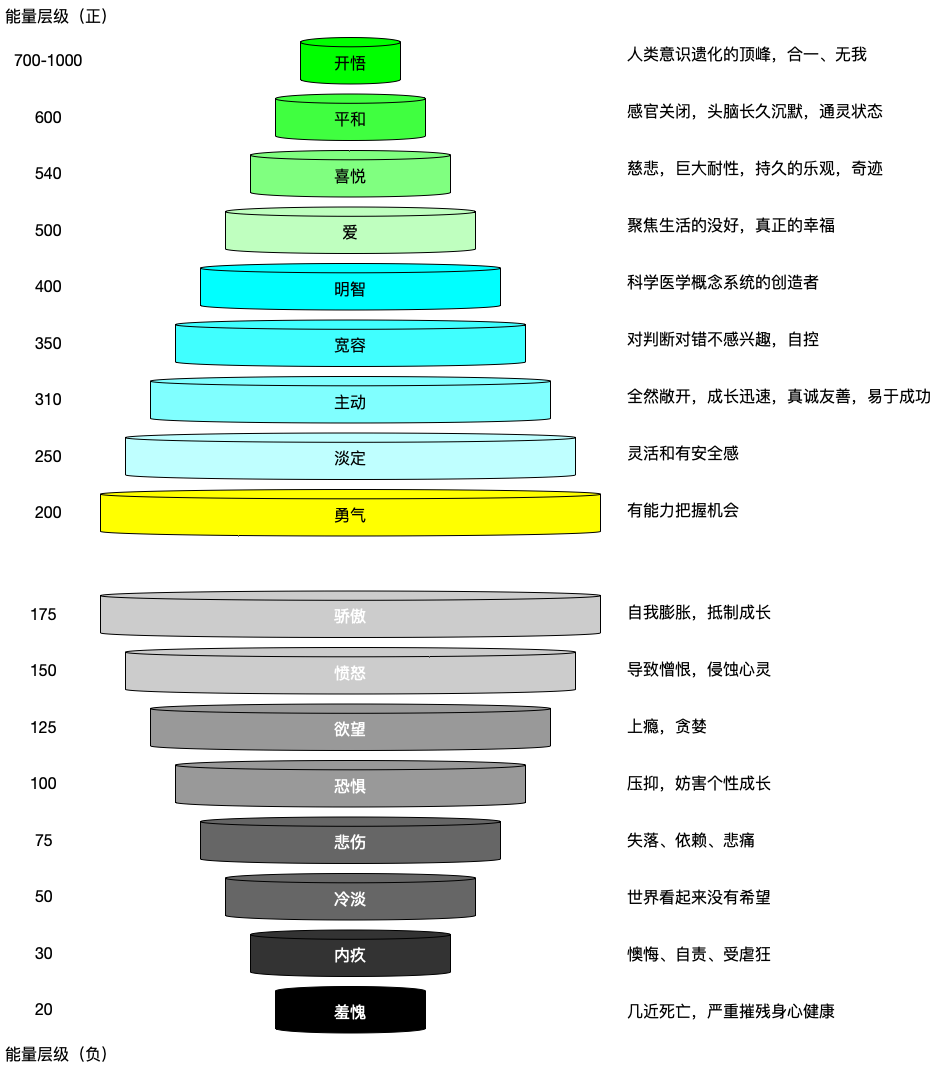 能量层级（正）
700-1000 开悟 人类意识遗化的顶峰，合一、无我
600 平和 感官关闭，头脑长久沉默，通灵状态
540 喜悦 慈悲，巨大耐性，持久的乐观，奇迹
500 爱 聚焦生活的没好，真正的幸福
400 明智 科学医学概念系统的创造者
350 宽容 对判断对错不感兴趣，自控
310 主动 全然敞开，成长迅速，真诚友善，易于成功
250 淡定 灵活和有安全感
200 勇气 有能力把握机会
175 骄傲 自我膨胀，抵制成长
150 愤怒 导致憎恨，侵蚀心灵
125 欲望 上瘾，贪婪
100 恐惧 压抑，妨害个性成长
75 悲伤 失落、依赖、悲痛
50 冷淡 世界看起来没有希望
30 内疚 懊悔、自责、受虐狂
20 羞愧 几近死亡，严重摧残身心健康
能量层级（负）